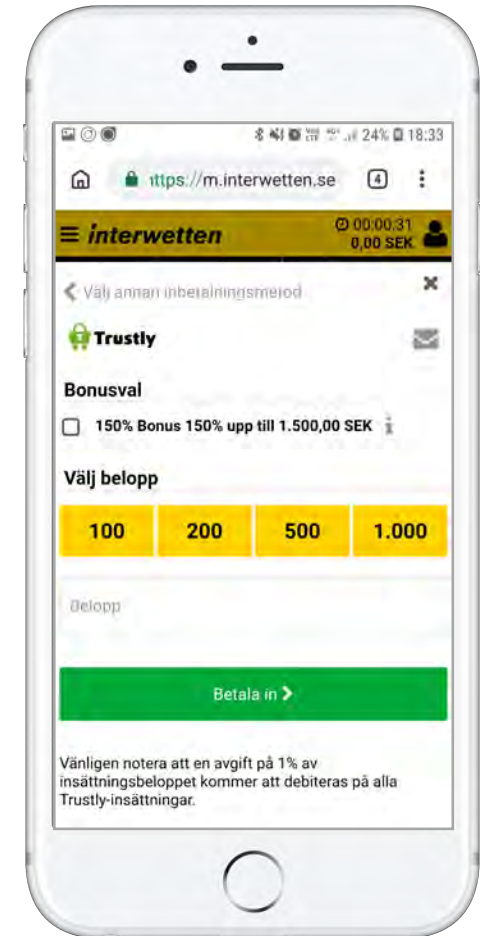 24% 18:33
ttps://m.interwetten.se 4
interwetten
00:00:31
0,00 SEK
Välj annan inbetalningsmetod
Trustly
Bonusval
150% Bonus 150% upp till 1.500,00 SEK i
Välj belopp
100 200 500 1.000
Belopp
Betala in
Vänligen notera att en avgift på 1% av
insättningsbeloppet kommer att debiteras på alla
Trustly-insättningar.